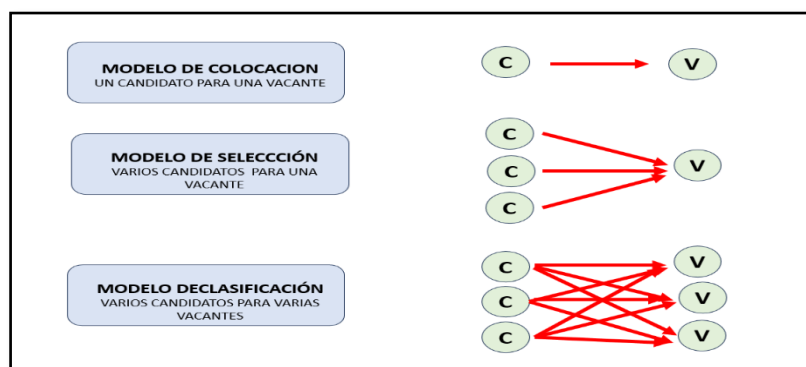 MODELO DE COLOCACION
UN CANDIDATO PARA UNA VACANTE
C
V
MODELO DE SELECCCIÓN
VARIOS CANDIDATOS PARA UNA
VACANTE
C
C
C
V
MODELO DECLASIFICACIÓN
VARIOS CANDIDATOS PARA VARIAS
VACANTES
C
C
C
V
V
V